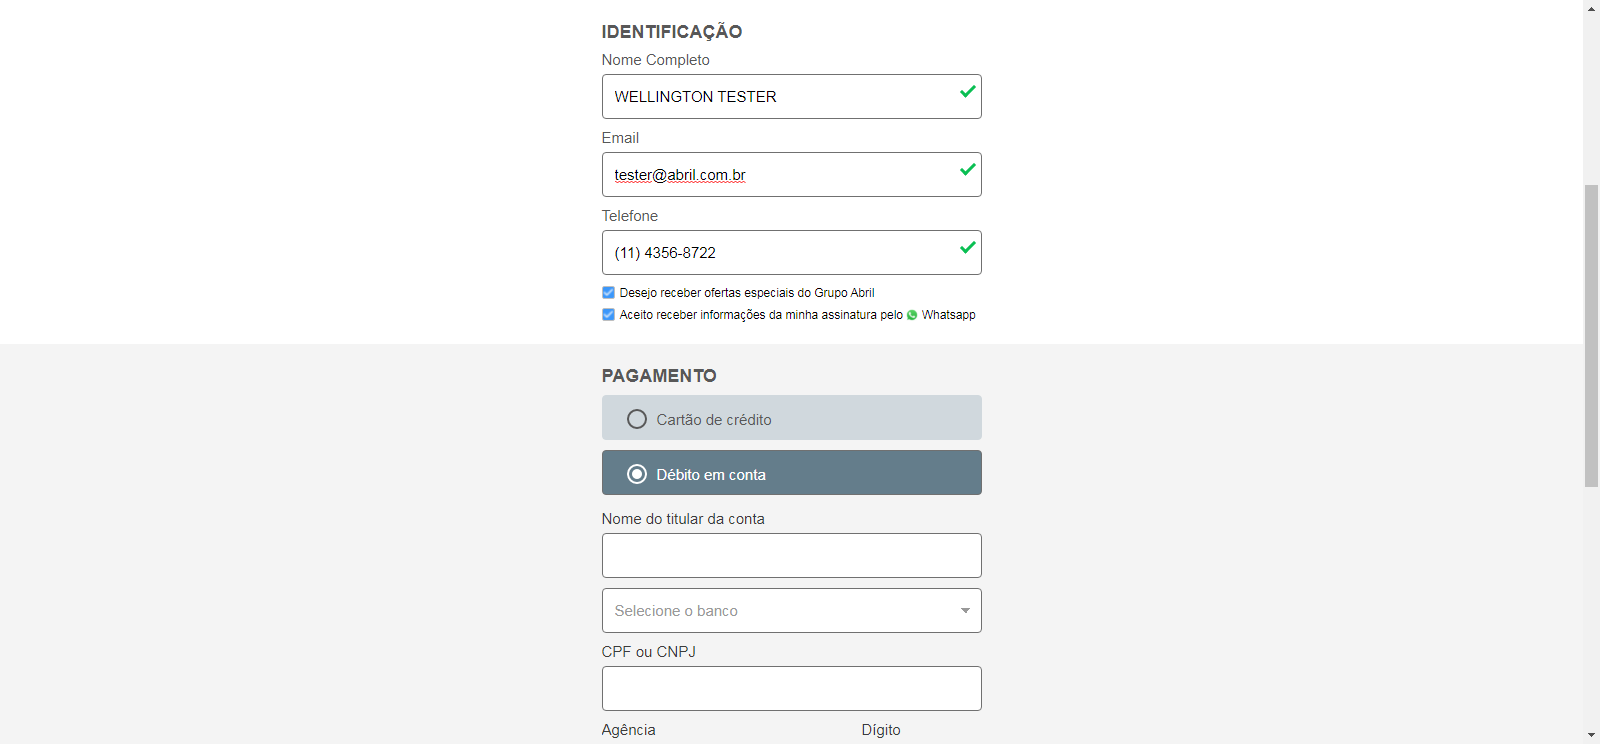 IDENTIFICAÇÃO
Nome Completo
WELLINGTON TESTER
Email
tester@abril.com.br
Telefone
(11) 4356-8722
Desejo receber ofertas especiais do Grupo Abril
Aceito receber informações da minha assinatura pelo Whatsapp
PAGAMENTO
Cartão de crédito
Débito em conta
Nome do titular da conta
Selecione o banco
CPF ou CNPJ
Agência Dígito